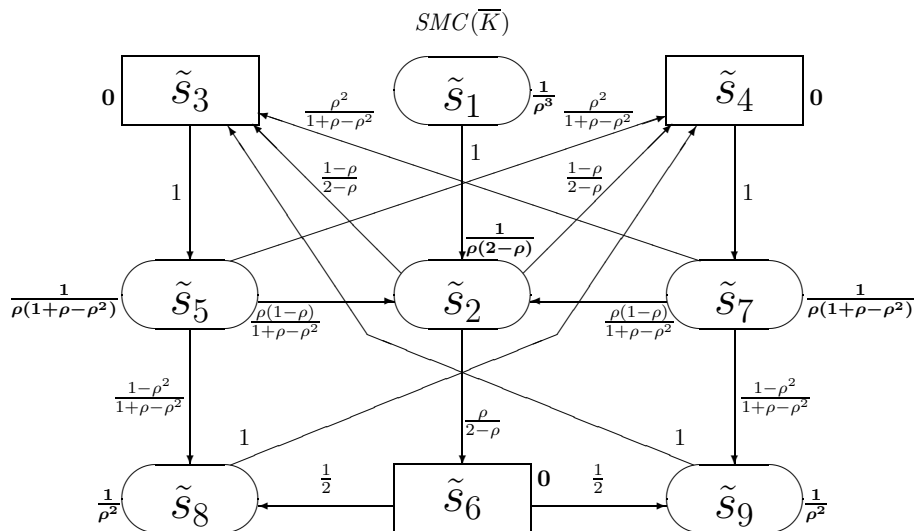 SMC(K̅)
s̃₃ s̃₁ s̃₄
0 1/ρ³ 0
ρ²/(1+ρ−ρ²) ρ²/(1+ρ−ρ²)
1 (1−ρ)/(2−ρ) 1 (1−ρ)/(2−ρ) 1
1/(ρ(2−ρ))
1/(ρ(1+ρ−ρ²)) s̃₅ s̃₂ s̃₇ 1/(ρ(1+ρ−ρ²))
ρ(1−ρ)/(1+ρ−ρ²) ρ(1−ρ)/(1+ρ−ρ²)
(1−ρ²)/(1+ρ−ρ²) (1−ρ²)/(1+ρ−ρ²)
1 ρ/(2−ρ) 1
1/2 0 1/2
1/ρ² s̃₈ s̃₆ s̃₉ 1/ρ²